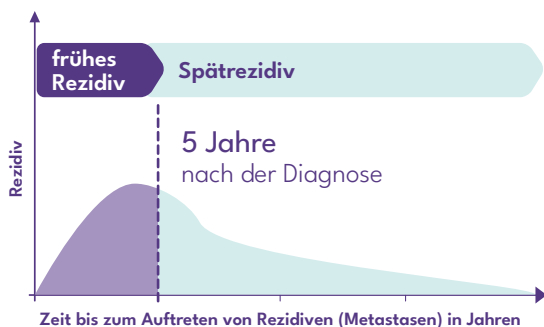 frühes
Rezidiv
Spätrezidiv
5 Jahre
nach der Diagnose
Rezidiv
Zeit bis zum Auftreten von Rezidiven (Metastasen) in Jahren